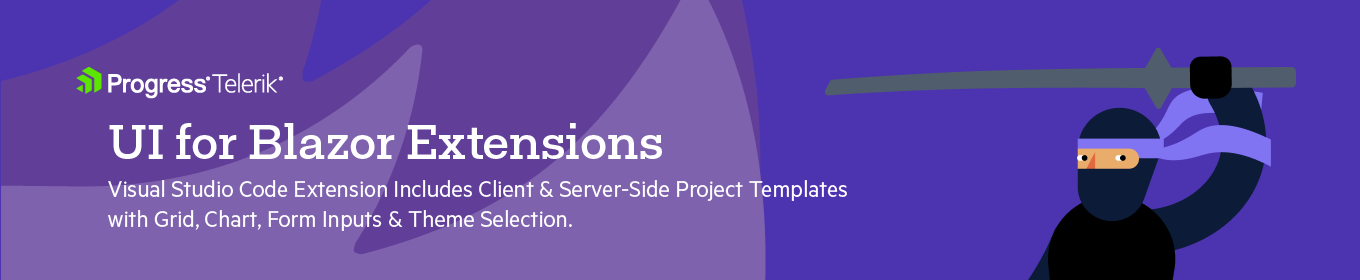 Progress Telerik
UI for Blazor Extensions
Visual Studio Code Extension Includes Client & Server-Side Project Templates
with Grid, Chart, Form Inputs & Theme Selection.